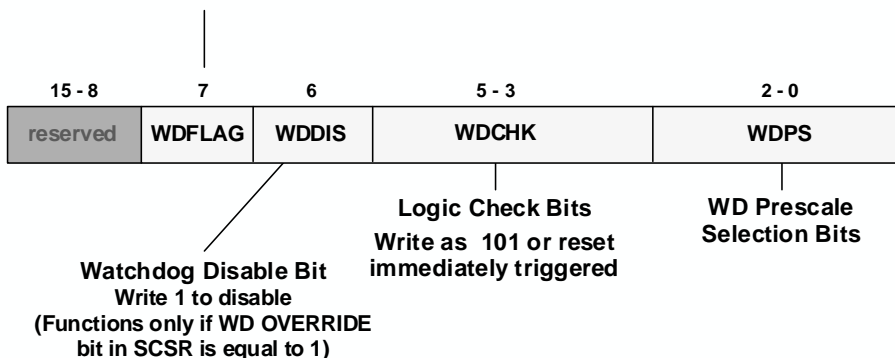 15 - 8 7 6 5 - 3 2 - 0
reserved WDFLAG WDDIS WDCHK WDPS
Logic Check Bits
Write as 101 or reset
immediately triggered
WD Prescale
Selection Bits
Watchdog Disable Bit
Write 1 to disable
(Functions only if WD OVERRIDE
bit in SCSR is equal to 1)